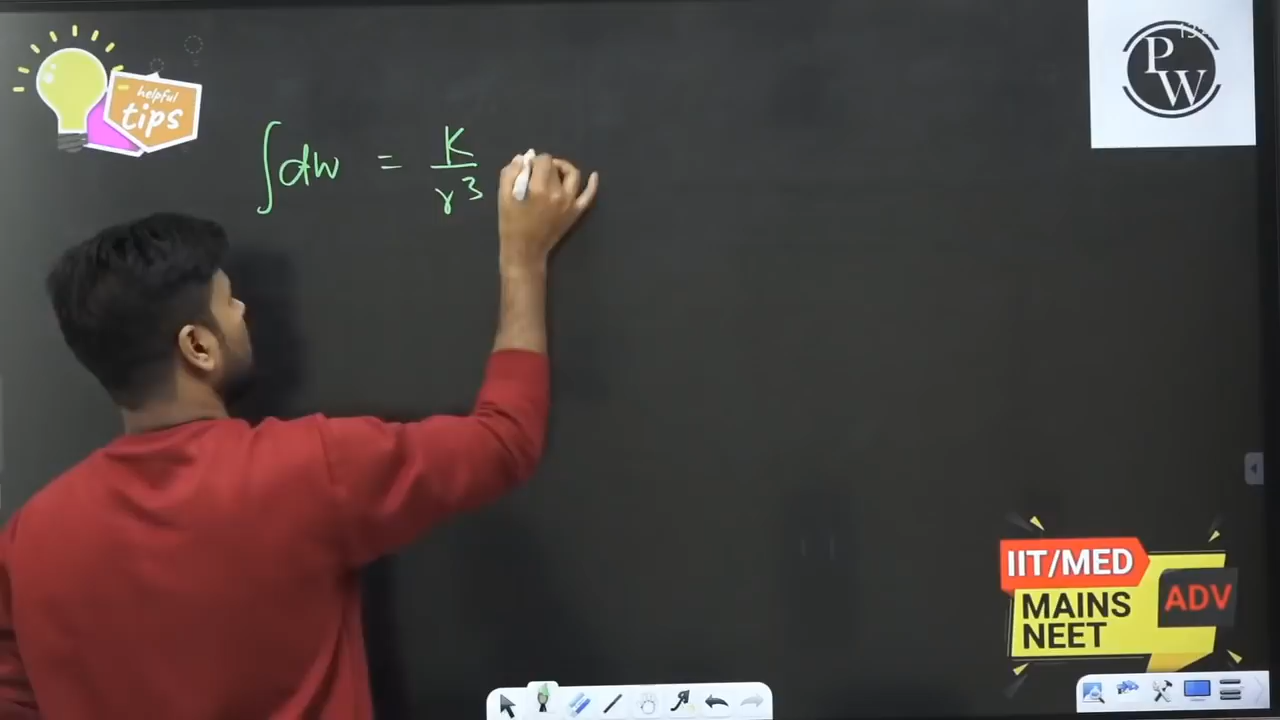 helpful
tips
PW
∫dw = K/r³
IIT/MED
MAINS
NEET
ADV